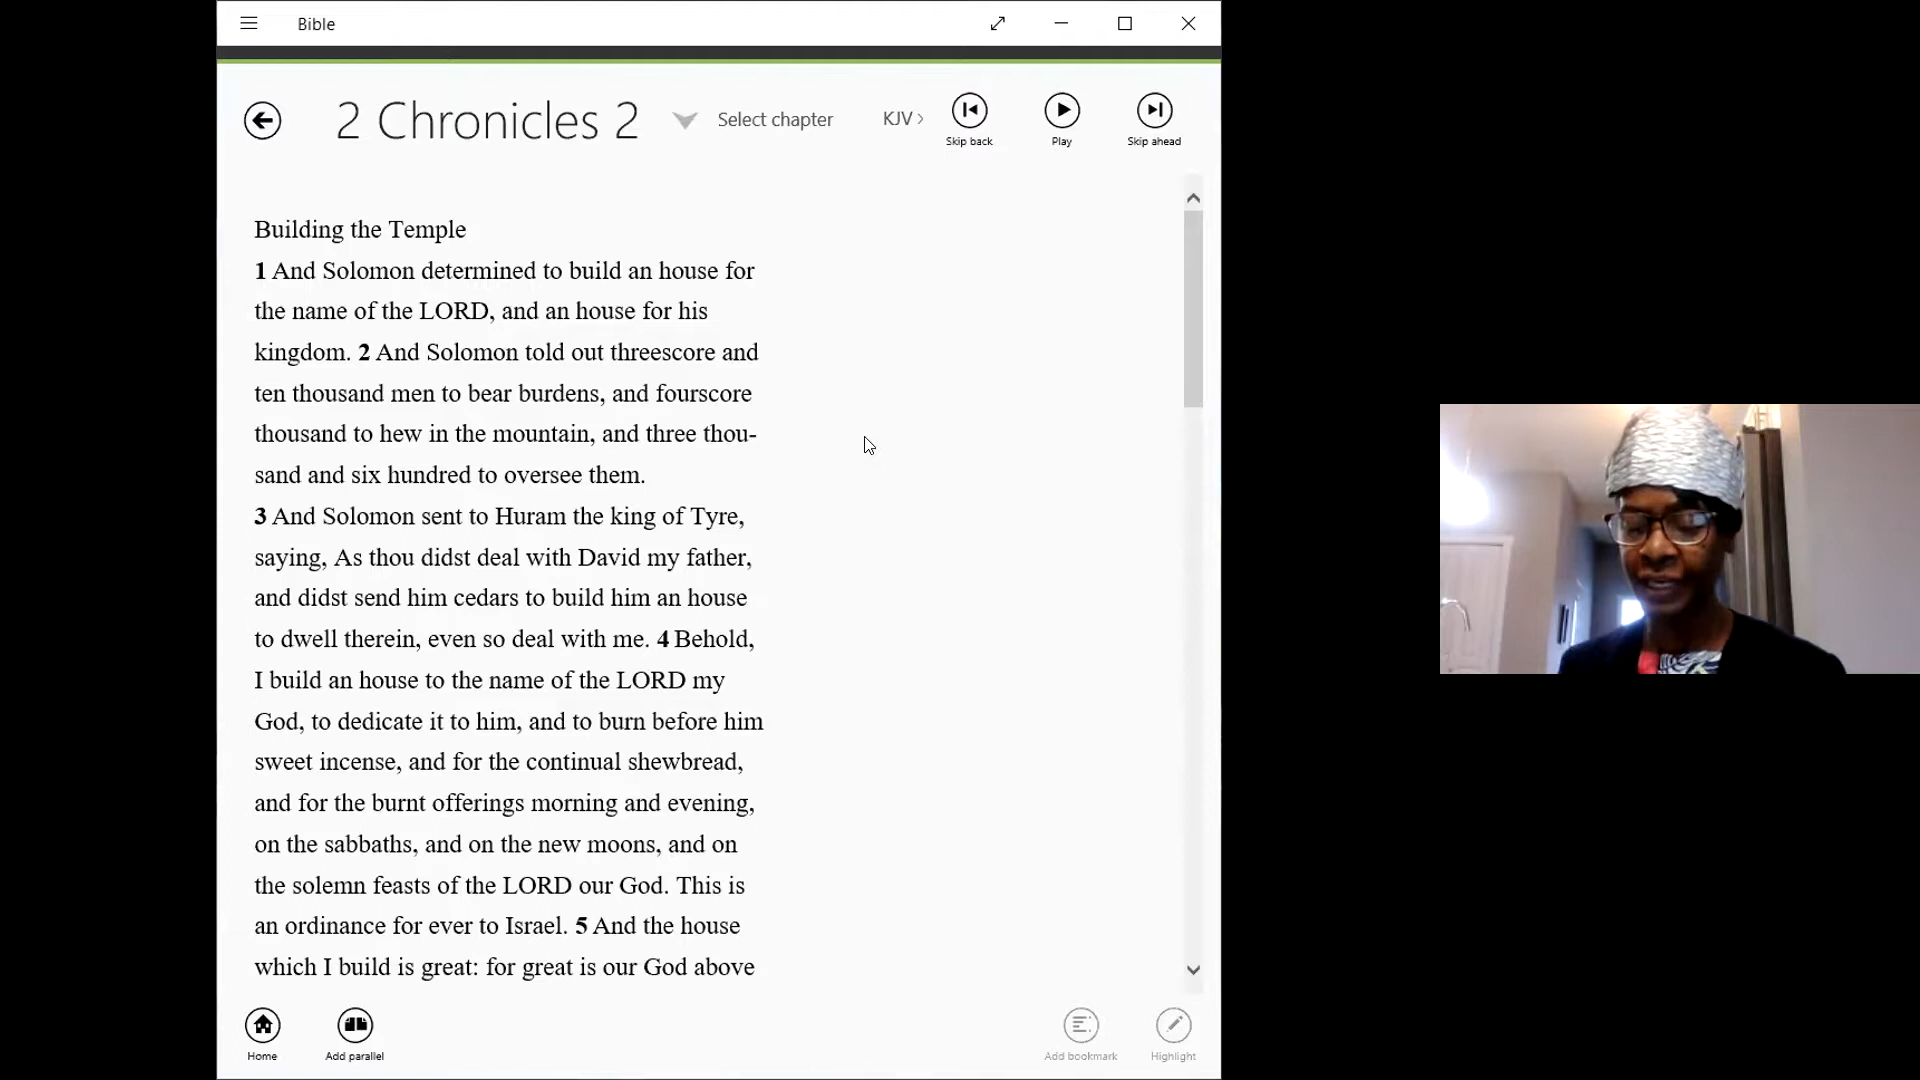 Bible
2 Chronicles 2
Select chapter
KJV
Skip back
Play
Skip ahead
Building the Temple
1 And Solomon determined to build an house for
the name of the LORD, and an house for his
kingdom. 2 And Solomon told out threescore and
ten thousand men to bear burdens, and fourscore
thousand to hew in the mountain, and three thou-
sand and six hundred to oversee them.
3 And Solomon sent to Huram the king of Tyre,
saying, As thou didst deal with David my father,
and didst send him cedars to build him an house
to dwell therein, even so deal with me. 4 Behold,
I build an house to the name of the LORD my
God, to dedicate it to him, and to burn before him
sweet incense, and for the continual shewbread,
and for the burnt offerings morning and evening,
on the sabbaths, and on the new moons, and on
the solemn feasts of the LORD our God. This is
an ordinance for ever to Israel. 5 And the house
which I build is great: for great is our God above
Home
Add parallel
Add bookmark
Highlight